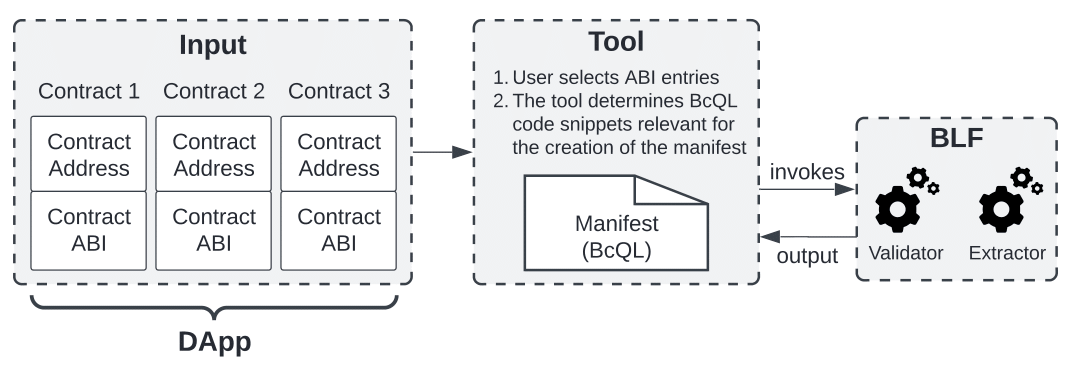 Input
Contract 1 Contract 2 Contract 3
Contract Contract Contract
Address Address Address
Contract Contract Contract
ABI ABI ABI
DApp
Tool
1. User selects ABI entries
2. The tool determines BcQL
code snippets relevant for
the creation of the manifest
Manifest
(BcQL)
invokes
output
BLF
Validator Extractor